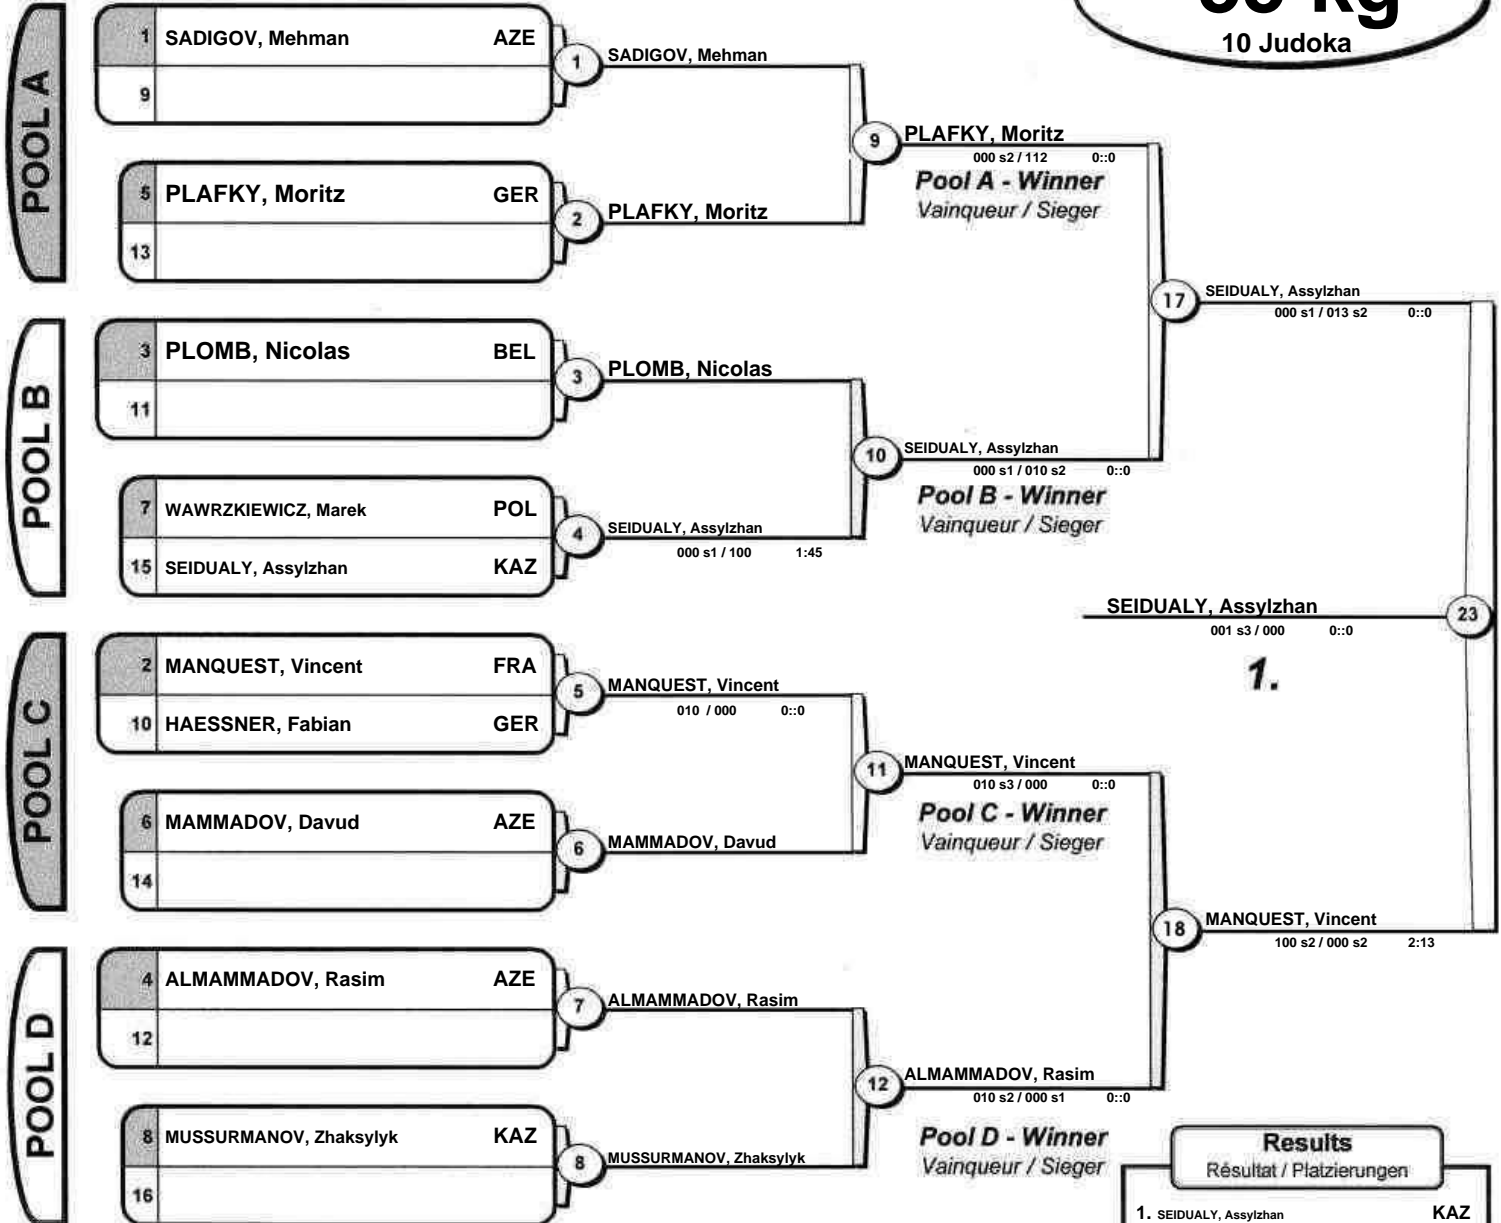 kg
10 Judoka
POOL A
1 SADIGOV, Mehman AZE
9
1
SADIGOV, Mehman
5 PLAFKY, Moritz GER
13
2
PLAFKY, Moritz
9
PLAFKY, Moritz
000 s2 / 112 0::0
Pool A - Winner
Vainqueur / Sieger
POOL B
3 PLOMB, Nicolas BEL
11
3
PLOMB, Nicolas
7 WAWRZKIEWICZ, Marek POL
15 SEIDUALY, Assylzhan KAZ
4
SEIDUALY, Assylzhan
000 s1 / 100 1:45
10
SEIDUALY, Assylzhan
000 s1 / 010 s2 0::0
Pool B - Winner
Vainqueur / Sieger
17
SEIDUALY, Assylzhan
000 s1 / 013 s2 0::0
SEIDUALY, Assylzhan
001 s3 / 000 0::0
1.
23
POOL C
2 MANQUEST, Vincent FRA
10 HAESSNER, Fabian GER
5
MANQUEST, Vincent
010 / 000 0::0
6 MAMMADOV, Davud AZE
14
6
MAMMADOV, Davud
11
MANQUEST, Vincent
010 s3 / 000 0::0
Pool C - Winner
Vainqueur / Sieger
18
MANQUEST, Vincent
100 s2 / 000 s2 2:13
POOL D
4 ALMAMMADOV, Rasim AZE
12
7
ALMAMMADOV, Rasim
8 MUSSURMANOV, Zhaksylyk KAZ
16
8
MUSSURMANOV, Zhaksylyk
12
ALMAMMADOV, Rasim
010 s2 / 000 s1 0::0
Pool D - Winner
Vainqueur / Sieger
Results
Résultat / Platzierungen
1. SEIDUALY, Assylzhan KAZ